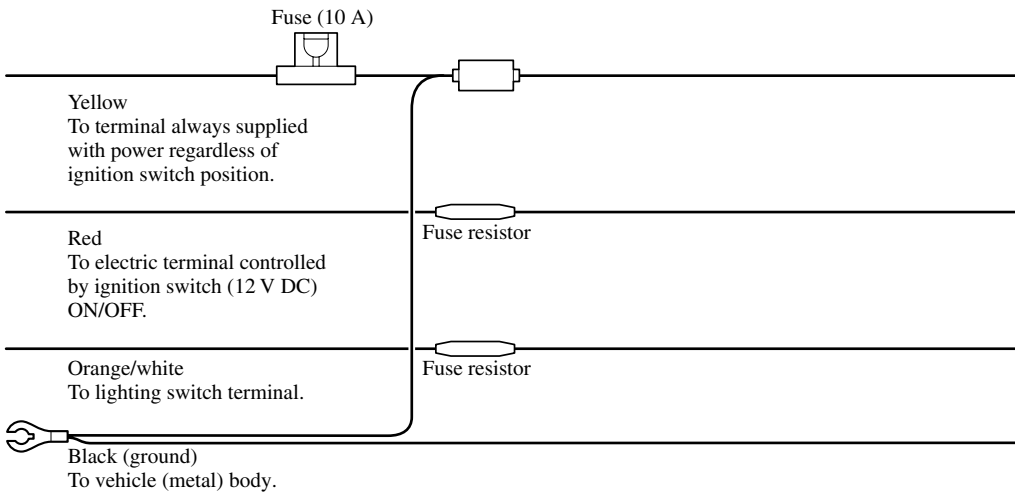 Fuse (10 A)
Yellow
To terminal always supplied
with power regardless of
ignition switch position.
Fuse resistor
Red
To electric terminal controlled
by ignition switch (12 V DC)
ON/OFF.
Fuse resistor
Orange/white
To lighting switch terminal.
Black (ground)
To vehicle (metal) body.